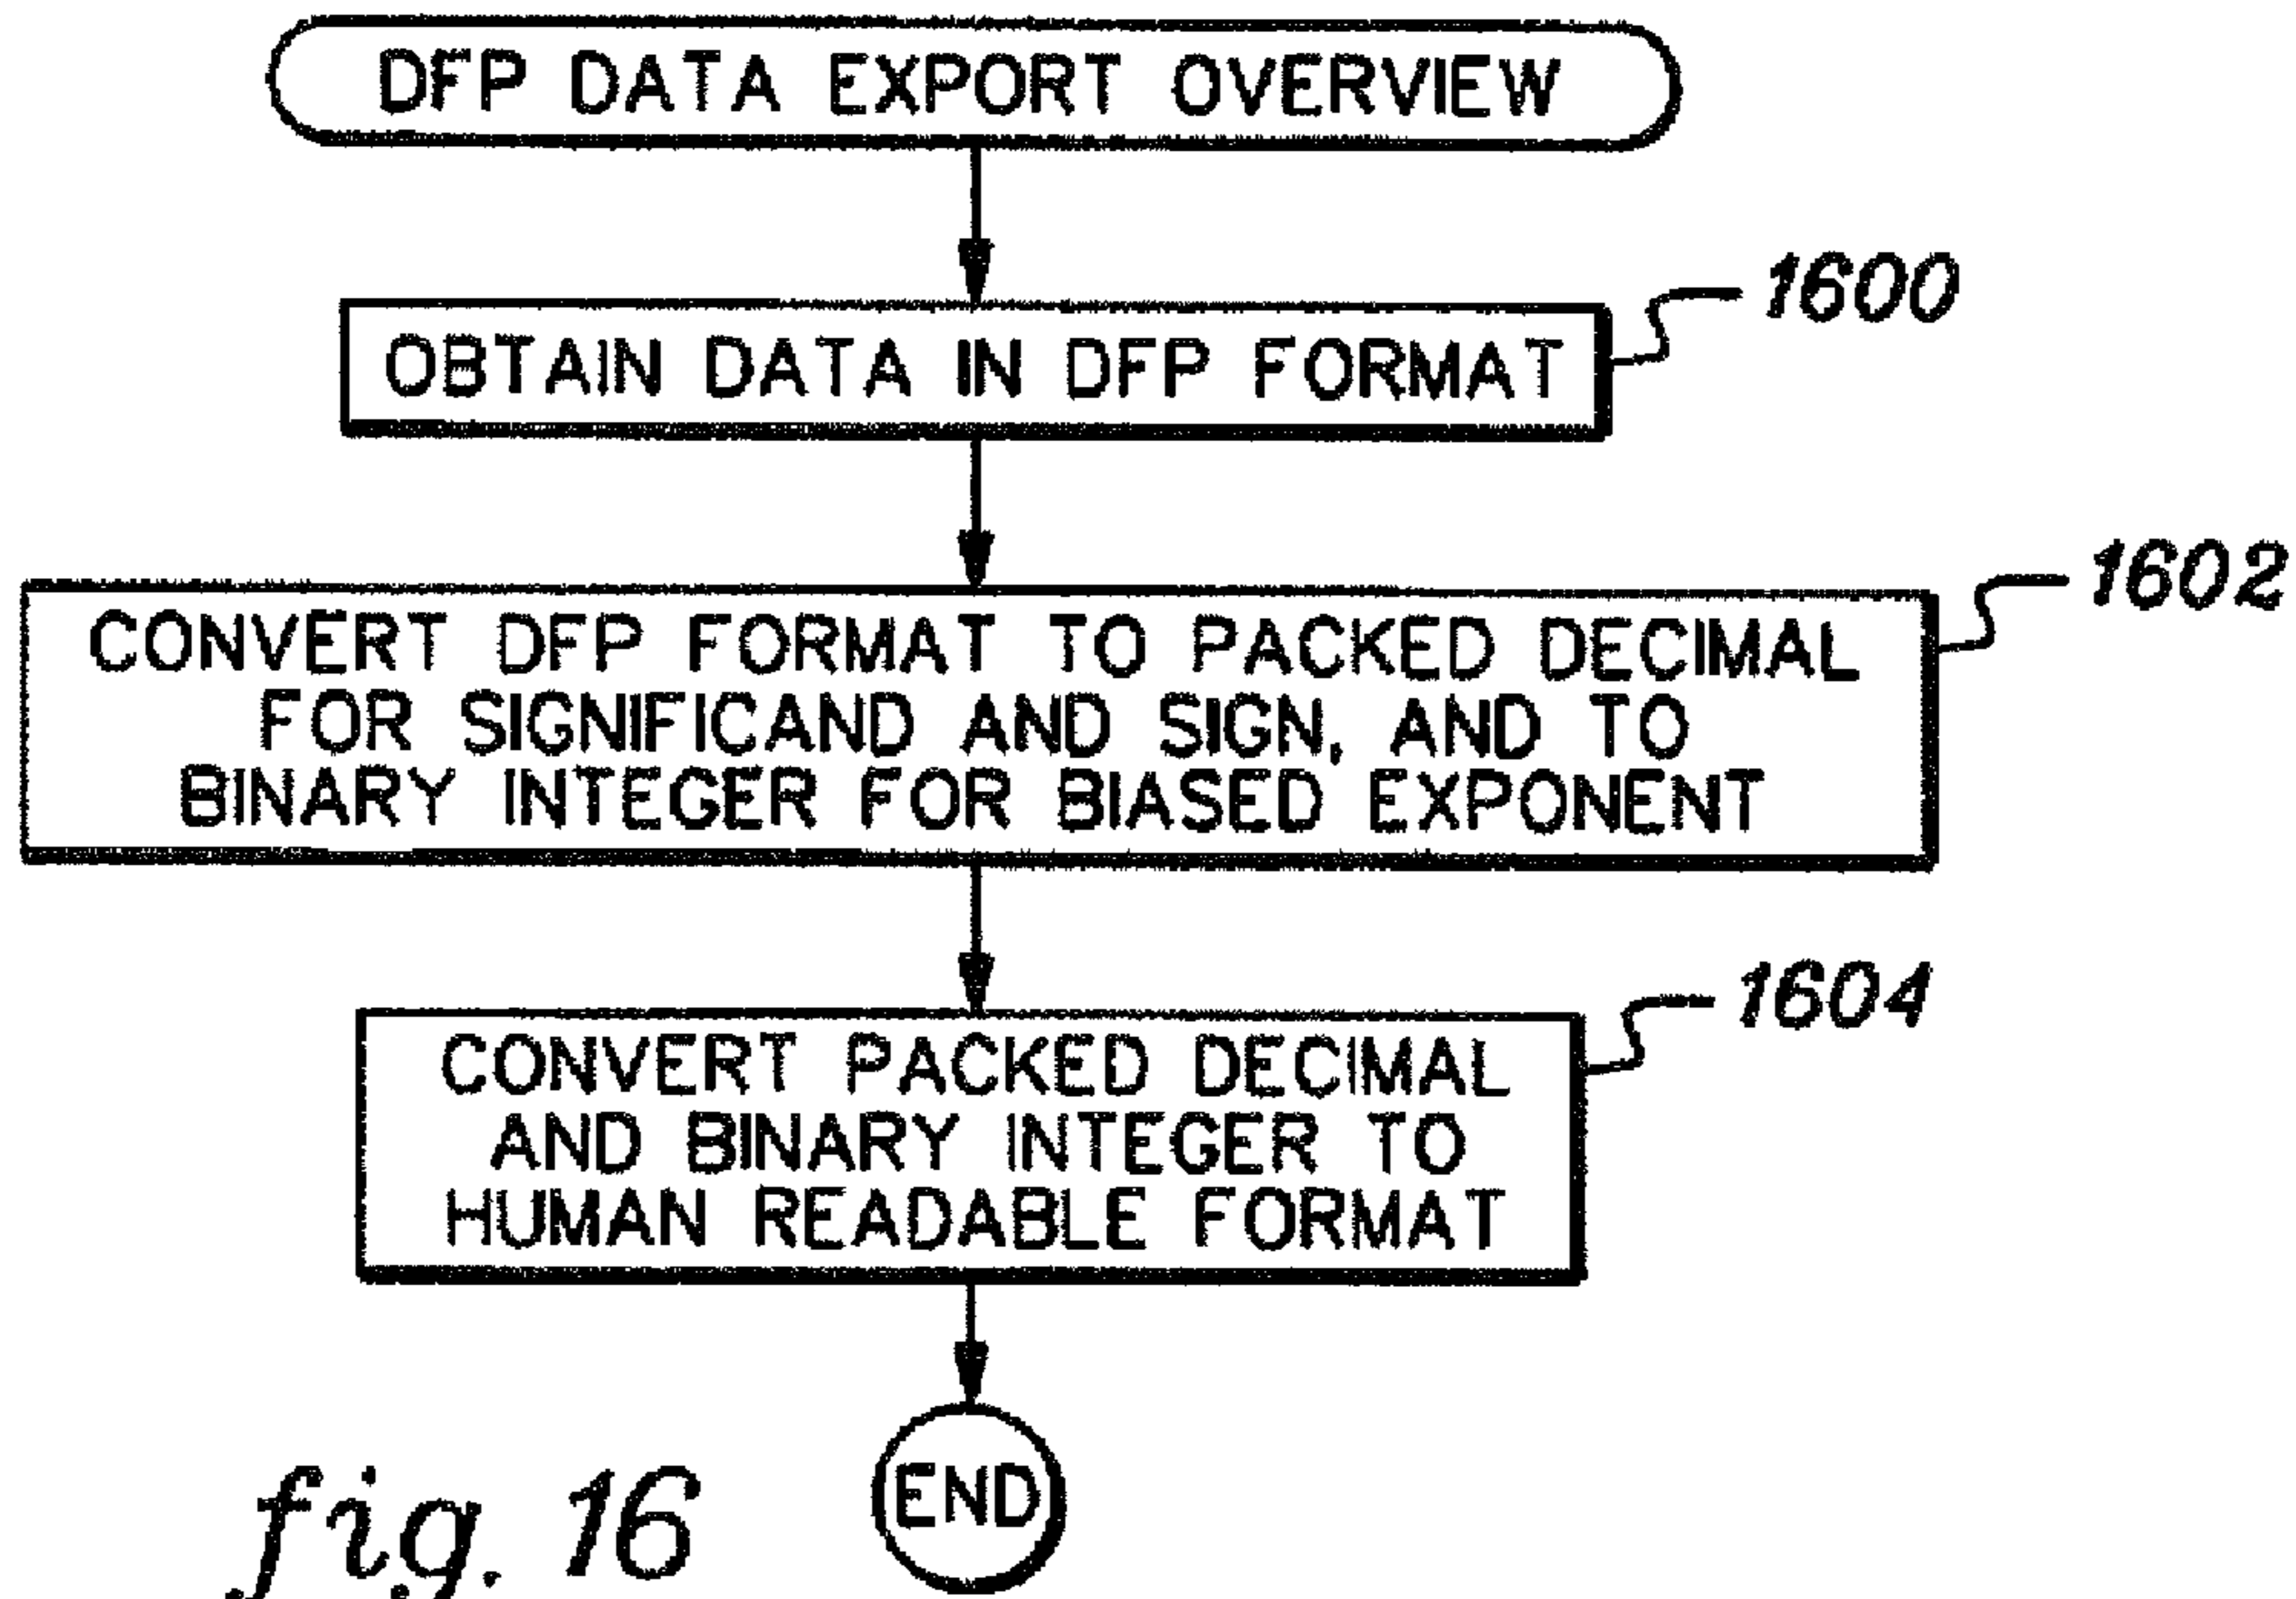 DFP DATA EXPORT OVERVIEW
1600
OBTAIN DATA IN DFP FORMAT
1602
CONVERT DFP FORMAT TO PACKED DECIMAL
FOR SIGNIFICAND AND SIGN, AND TO
BINARY INTEGER FOR BIASED EXPONENT
1604
CONVERT PACKED DECIMAL
AND BINARY INTEGER TO
HUMAN READABLE FORMAT
END
fig. 16